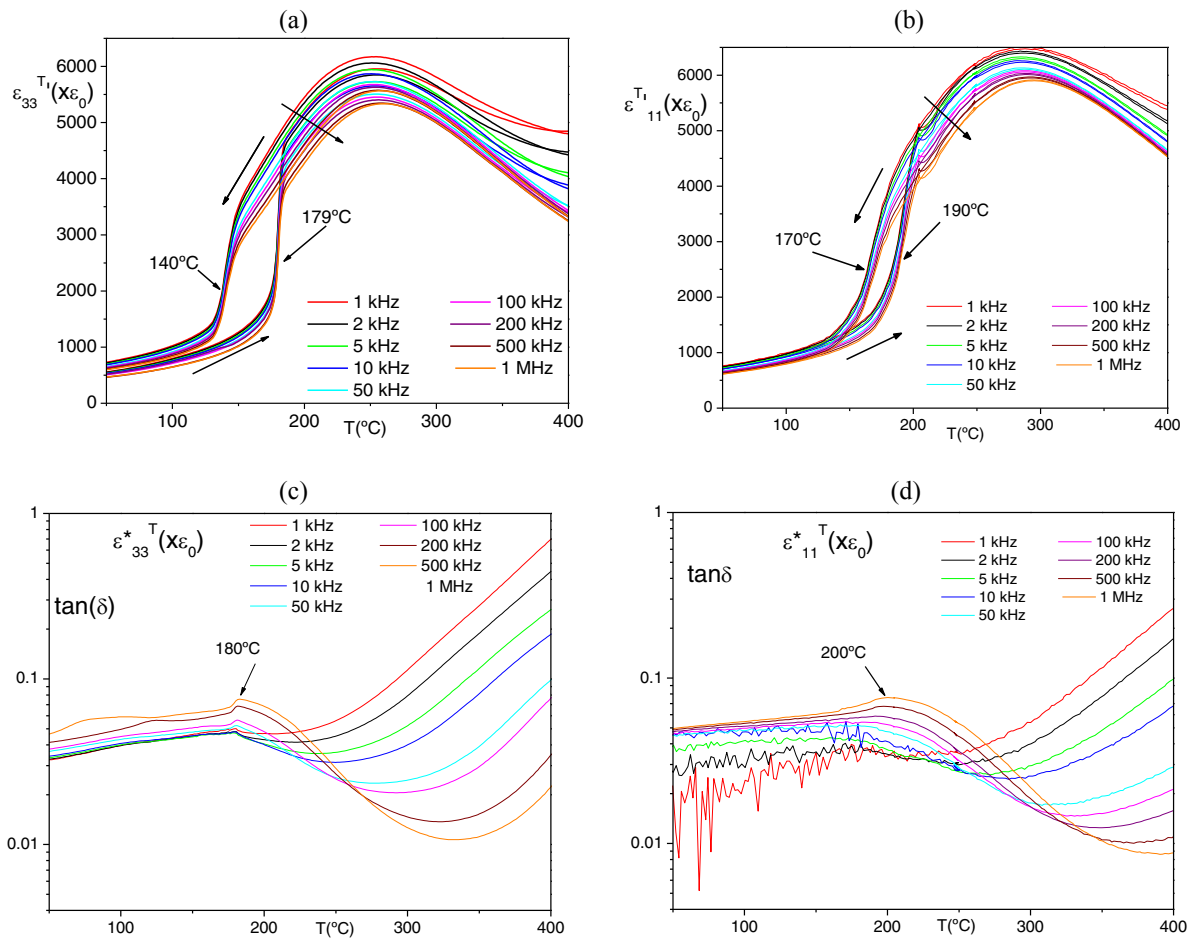 (a)
ε₃₃ᵀ'(xε₀)
6000
5000
4000
3000
2000
1000
0
140ºC
179ºC
1 kHz 100 kHz
2 kHz 200 kHz
5 kHz 500 kHz
10 kHz 1 MHz
50 kHz
100 200 300 400
T(ºC)
(b)
εᵀ'₁₁(xε₀)
6000
5000
4000
3000
2000
1000
0
170ºC
190ºC
1 kHz 100 kHz
2 kHz 200 kHz
5 kHz 500 kHz
10 kHz 1 MHz
50 kHz
100 200 300 400
T(ºC)
(c)
1
0.1
0.01
ε*₃₃ᵀ(xε₀)
tan(δ)
1 kHz 100 kHz
2 kHz 200 kHz
5 kHz 500 kHz
10 kHz 1 MHz
50 kHz
180ºC
100 200 300 400
T(ºC)
(d)
1
0.1
0.01
ε*₁₁ᵀ(xε₀)
tanδ
1 kHz 100 kHz
2 kHz 200 kHz
5 kHz 500 kHz
10 kHz 1 MHz
50 kHz
200ºC
100 200 300 400
T(ºC)